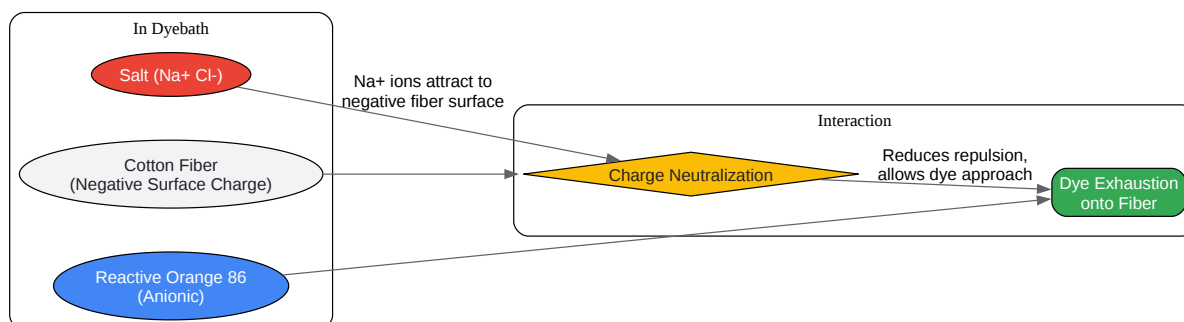 In Dyebath
Salt (Na+ Cl-)
Na+ ions attract to
negative fiber surface
Cotton Fiber
(Negative Surface Charge)
Reactive Orange 86
(Anionic)
Interaction
Charge Neutralization
Reduces repulsion,
allows dye approach
Dye Exhaustion
onto Fiber